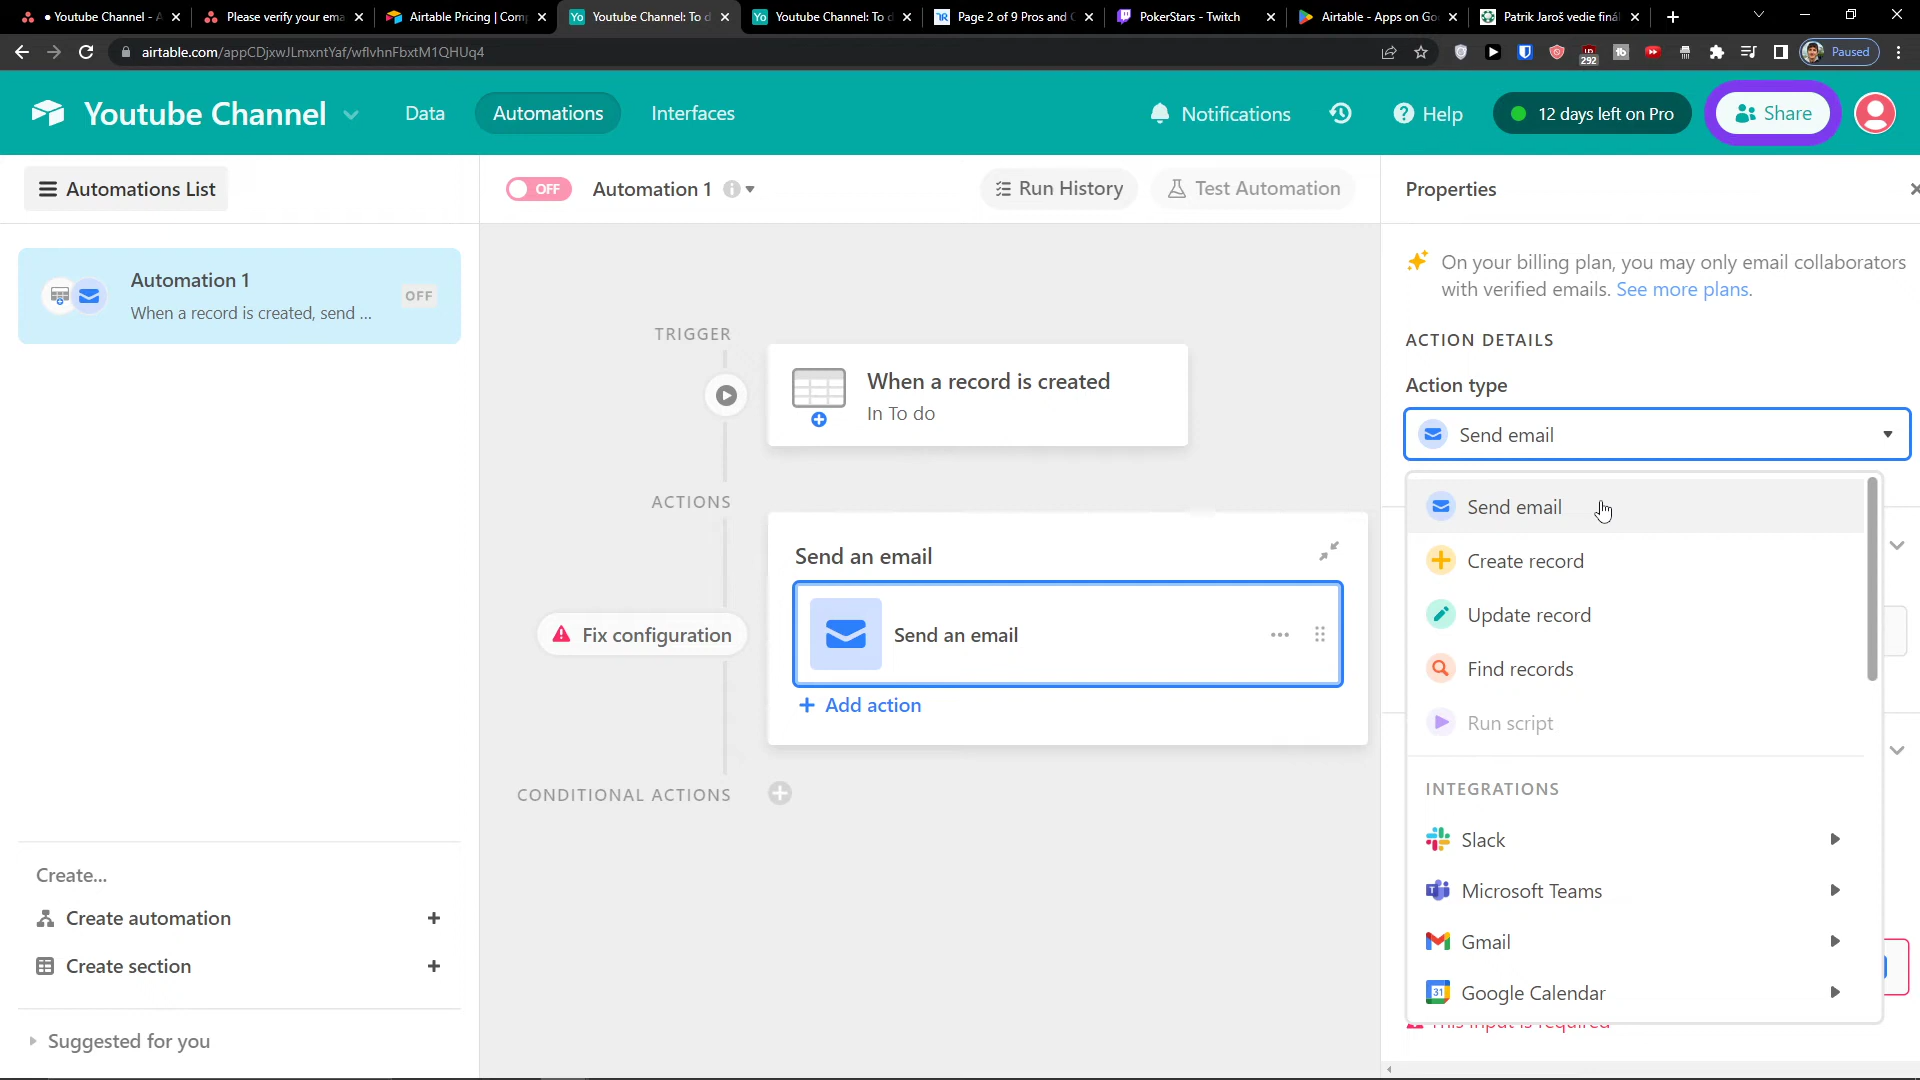 • Youtube Channel - A
Please verify your ema
Airtable Pricing | Comp
Youtube Channel: To d
Youtube Channel: To d
Page 2 of 9 Pros and C
PokerStars - Twitch
Airtable - Apps on Go
Patrik Jaroš vedie finá
airtable.com/appCDjxwJLmxntYaf/wflvhnFbxtM1QHUq4
292
Paused
Youtube Channel
Data
Automations
Interfaces
Notifications
Help
12 days left on Pro
Share
Automations List
OFF
Automation 1
Run History
Test Automation
Properties
Automation 1
When a record is created, send ...
OFF
On your billing plan, you may only email collaborators
with verified emails. See more plans.
TRIGGER
When a record is created
In To do
ACTION DETAILS
Action type
Send email
ACTIONS
Send an email
Fix configuration
Send an email
Add action
CONDITIONAL ACTIONS
Send email
Create record
Update record
Find records
Run script
INTEGRATIONS
Slack
Microsoft Teams
Gmail
31
Google Calendar
This input is required
Create...
Create automation
Create section
Suggested for you